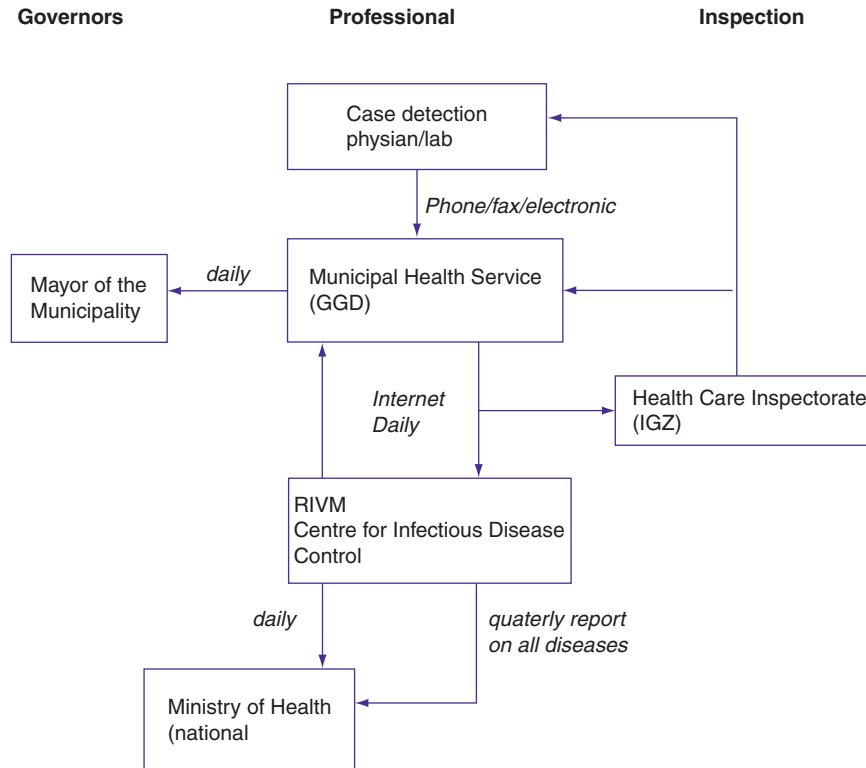 Governors
Professional
Inspection
Case detection
physian/lab
Phone/fax/electronic
Mayor of the
Municipality
daily
Municipal Health Service
(GGD)
Internet
Daily
Health Care Inspectorate
(IGZ)
RIVM
Centre for Infectious Disease
Control
daily
quaterly report
on all diseases
Ministry of Health
(national